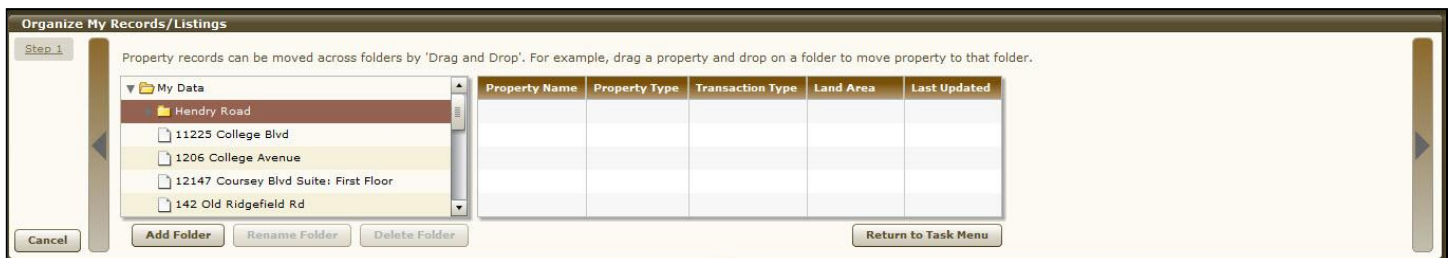 Organize My Records/Listings
Step 1
Property records can be moved across folders by 'Drag and Drop'. For example, drag a property and drop on a folder to move property to that folder.
My Data
Hendry Road
11225 College Blvd
1206 College Avenue
12147 Coursey Blvd Suite: First Floor
142 Old Ridgefield Rd
Property Name Property Type Transaction Type Land Area Last Updated
Cancel Add Folder Rename Folder Delete Folder Return to Task Menu